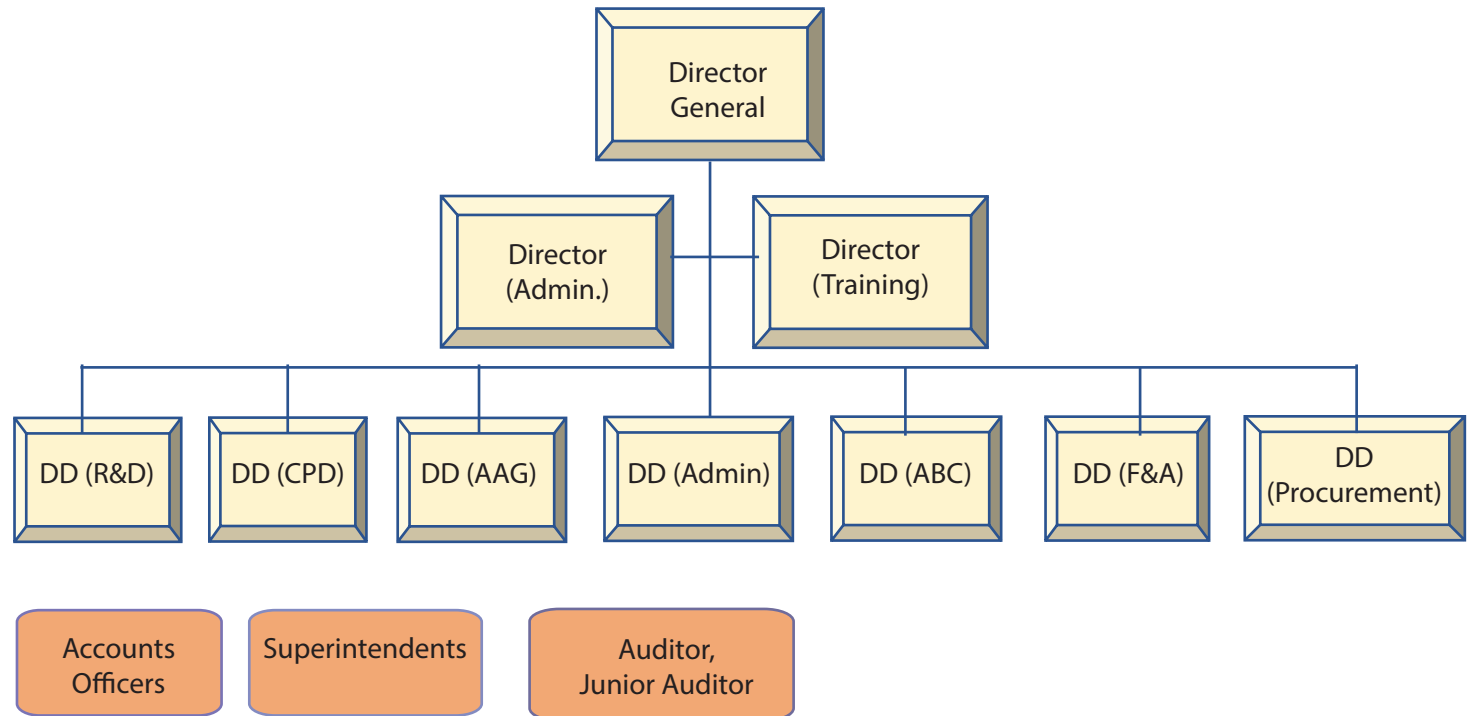 Director
General
Director
(Admin.)
Director
(Training)
DD (R&D)
DD (CPD)
DD (AAG)
DD (Admin)
DD (ABC)
DD (F&A)
DD
(Procurement)
Accounts
Officers
Superintendents
Auditor,
Junior Auditor